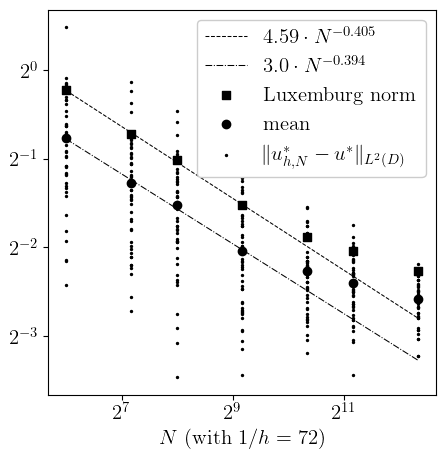 4.59 · N^{-0.405}
3.0 · N^{-0.394}
Luxemburg norm
mean
‖u*_{h,N} − u*‖_{L²(D)}
2^0
2^{-1}
2^{-2}
2^{-3}
2^7
2^9
2^{11}
N (with 1/h = 72)